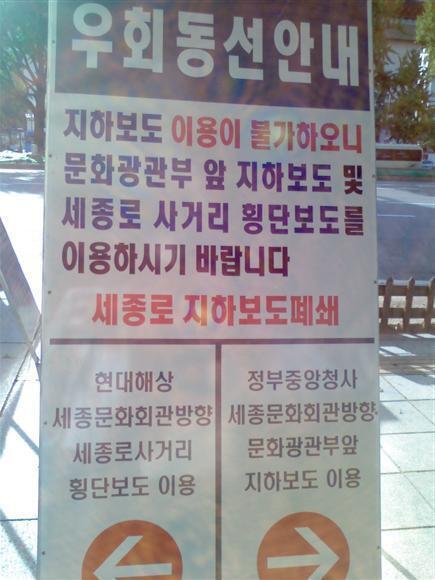 우회동선안내
지하보도 이용이 불가하오니
문화광관부 앞 지하보도 및
세종로 사거리 횡단보도를
이용하시기 바랍니다
세종로 지하보도폐쇄
현대해상
세종문화회관방향
세종로사거리
횡단보도 이용
정부중앙청사
세종문화회관방향
문화광관부앞
지하보도 이용